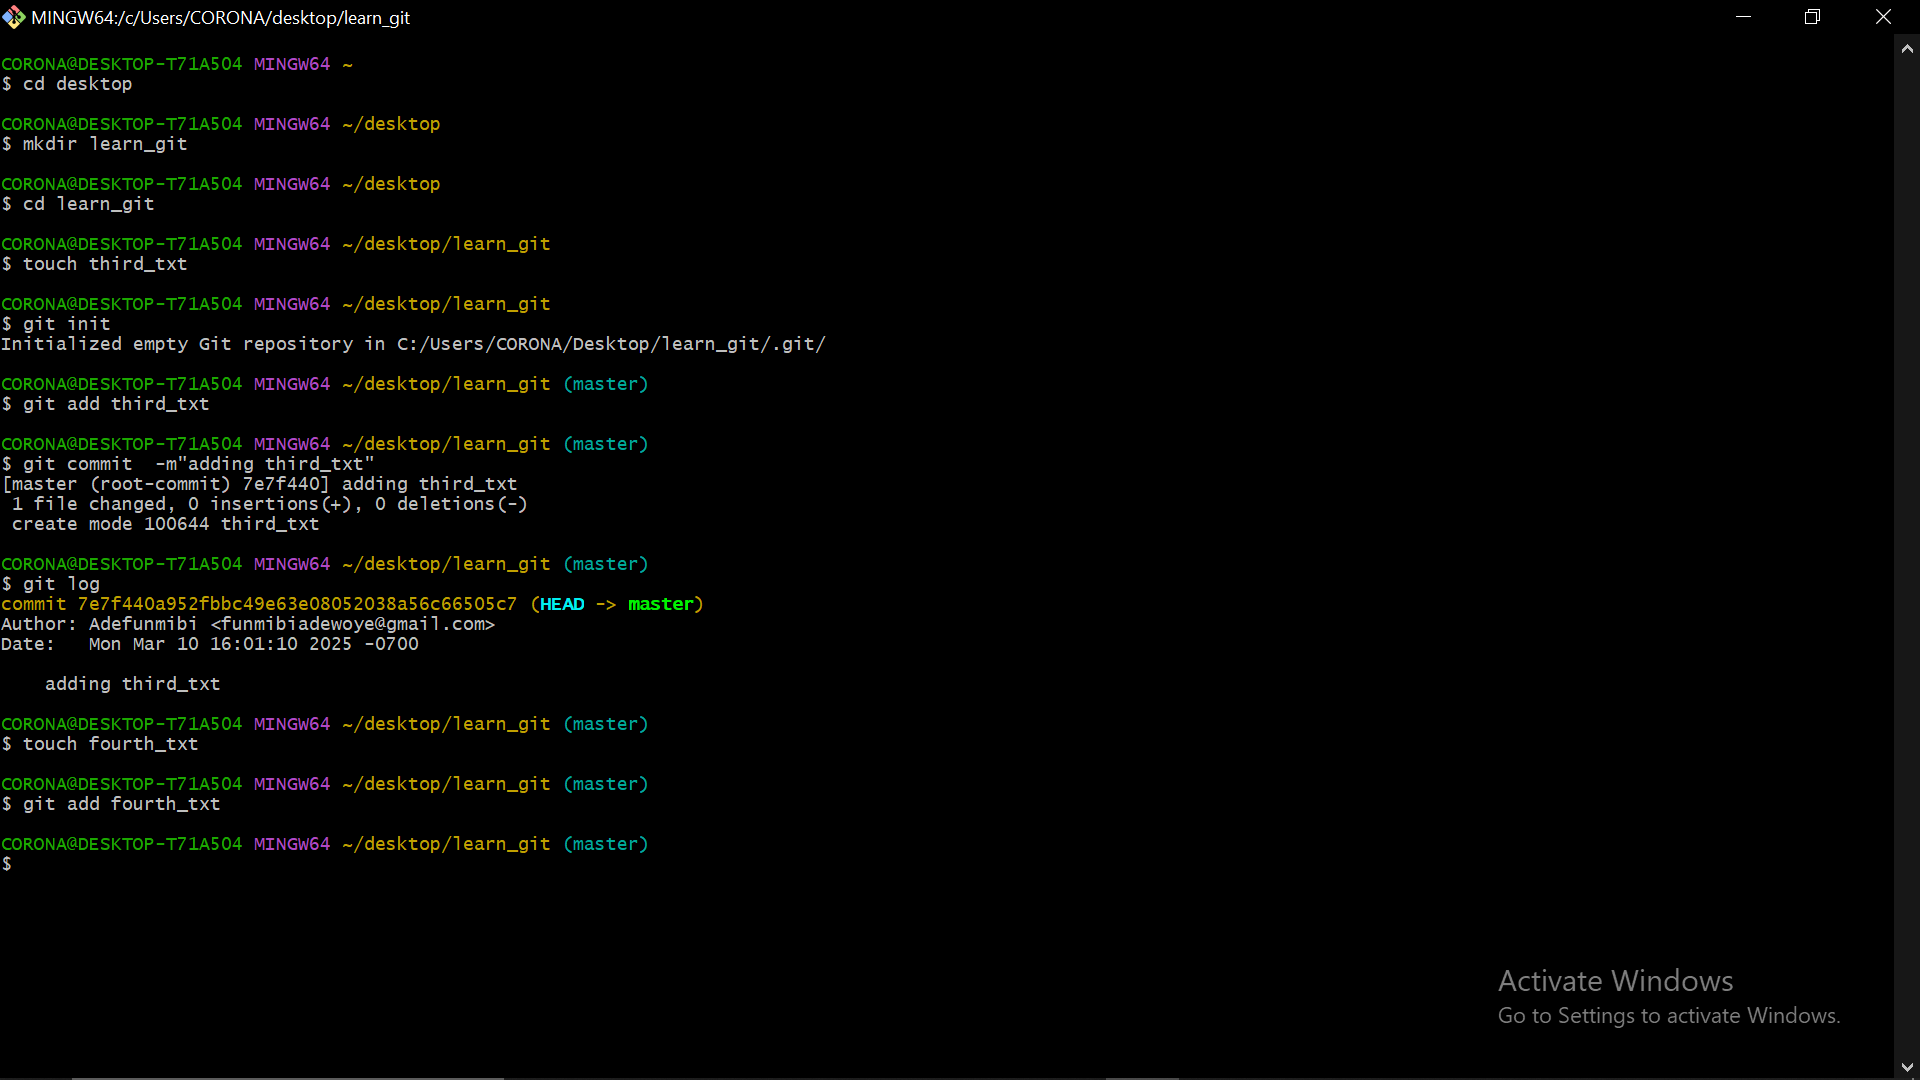 MINGW64:/c/Users/CORONA/desktop/learn_git
CORONA@DESKTOP-T71A504 MINGW64 ~
$ cd desktop
CORONA@DESKTOP-T71A504 MINGW64 ~/desktop
$ mkdir learn_git
CORONA@DESKTOP-T71A504 MINGW64 ~/desktop
$ cd learn_git
CORONA@DESKTOP-T71A504 MINGW64 ~/desktop/learn_git
$ touch third_txt
CORONA@DESKTOP-T71A504 MINGW64 ~/desktop/learn_git
$ git init
Initialized empty Git repository in C:/Users/CORONA/Desktop/learn_git/.git/
CORONA@DESKTOP-T71A504 MINGW64 ~/desktop/learn_git (master)
$ git add third_txt
CORONA@DESKTOP-T71A504 MINGW64 ~/desktop/learn_git (master)
$ git commit  -m"adding third_txt"
[master (root-commit) 7e7f440] adding third_txt
 1 file changed, 0 insertions(+), 0 deletions(-)
 create mode 100644 third_txt
CORONA@DESKTOP-T71A504 MINGW64 ~/desktop/learn_git (master)
$ git log
commit 7e7f440a952fbbc49e63e08052038a56c66505c7 (HEAD -> master)
Author: Adefunmibi <funmibiadewoye@gmail.com>
Date:   Mon Mar 10 16:01:10 2025 -0700
    adding third_txt
CORONA@DESKTOP-T71A504 MINGW64 ~/desktop/learn_git (master)
$ touch fourth_txt
CORONA@DESKTOP-T71A504 MINGW64 ~/desktop/learn_git (master)
$ git add fourth_txt
CORONA@DESKTOP-T71A504 MINGW64 ~/desktop/learn_git (master)
$
Activate Windows
Go to Settings to activate Windows.